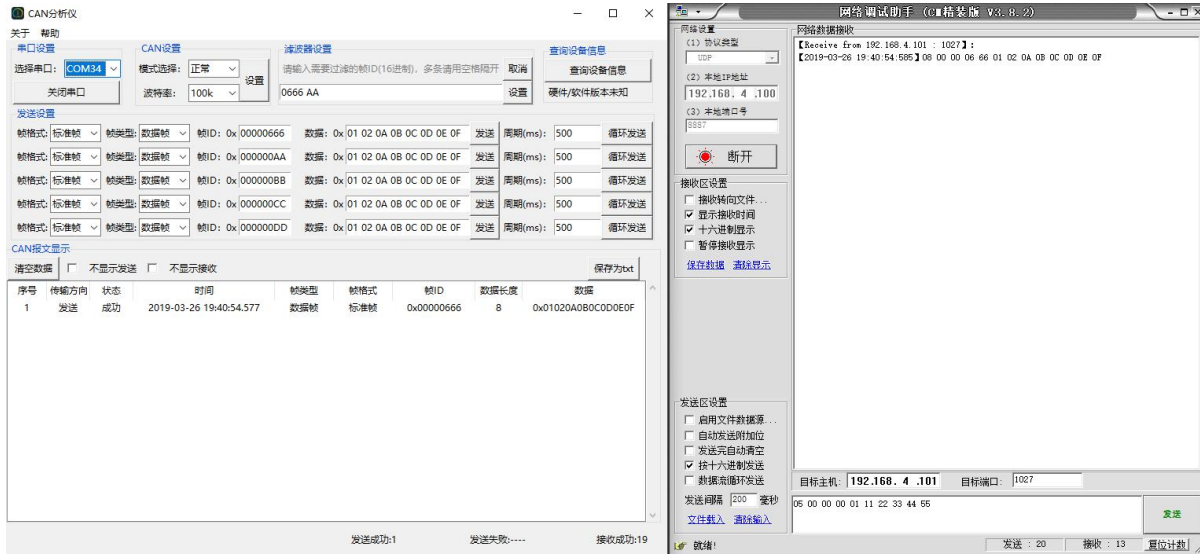 CAN分析仪
关于 帮助
串口设置
选择串口： COM34
关闭串口
CAN设置
模式选择： 正常
波特率： 100k
设置
滤波器设置
请输入需要过滤的帧ID(16进制)，多条请用空格隔开 取消
0666 AA 设置
查询设备信息
查询设备信息
硬件/软件版本未知
发送设置
帧格式: 标准帧 帧类型: 数据帧 帧ID: 0x 00000666 数据: 0x 01 02 0A 0B 0C 0D 0E 0F 发送 周期(ms): 500 循环发送
帧格式: 标准帧 帧类型: 数据帧 帧ID: 0x 000000AA 数据: 0x 01 02 0A 0B 0C 0D 0E 0F 发送 周期(ms): 500 循环发送
帧格式: 标准帧 帧类型: 数据帧 帧ID: 0x 000000BB 数据: 0x 01 02 0A 0B 0C 0D 0E 0F 发送 周期(ms): 500 循环发送
帧格式: 标准帧 帧类型: 数据帧 帧ID: 0x 000000CC 数据: 0x 01 02 0A 0B 0C 0D 0E 0F 发送 周期(ms): 500 循环发送
帧格式: 标准帧 帧类型: 数据帧 帧ID: 0x 000000DD 数据: 0x 01 02 0A 0B 0C 0D 0E 0F 发送 周期(ms): 500 循环发送
CAN报文显示
清空数据 不显示发送 不显示接收 保存为txt
序号 传输方向 状态 时间 帧类型 帧格式 帧ID 数据长度 数据
1 发送 成功 2019-03-26 19:40:54.577 数据帧 标准帧 0x00000666 8 0x01020A0B0C0D0E0F
发送成功:1 发送失败:---- 接收成功:19
网络调试助手 (C■精装版 V3.8.2)
网络设置
(1) 协议类型
UDP
(2) 本地IP地址
192.168. 4 .100
(3) 本地端口号
8887
断开
接收区设置
接收转向文件...
显示接收时间
十六进制显示
暂停接收显示
保存数据 清除显示
网络数据接收
【Receive from 192.168.4.101 : 1027】:
【2019-03-26 19:40:54:585】08 00 00 06 66 01 02 0A 0B 0C 0D 0E 0F
发送区设置
启用文件数据源...
自动发送附加位
发送完自动清空
按十六进制发送
数据流循环发送
发送间隔 200 毫秒
文件载入 清除输入
目标主机: 192.168. 4 .101 目标端口: 1027
05 00 00 00 01 11 22 33 44 55
发送
就绪! 发送 : 20 接收 : 13 复位计数